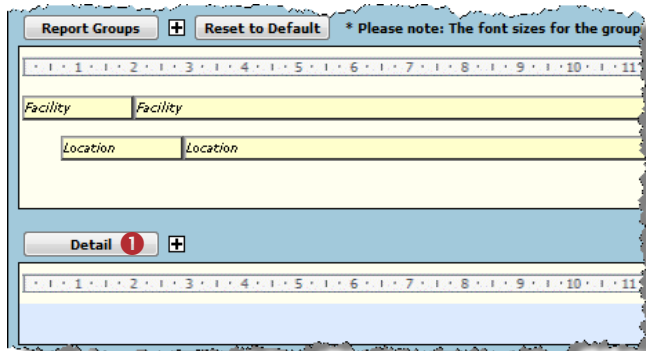 Report Groups + Reset to Default * Please note: The font sizes for the group
1 2 3 4 5 6 7 8 9 10 11
Facility Facility
Location Location
Detail 1 +
1 2 3 4 5 6 7 8 9 10 11